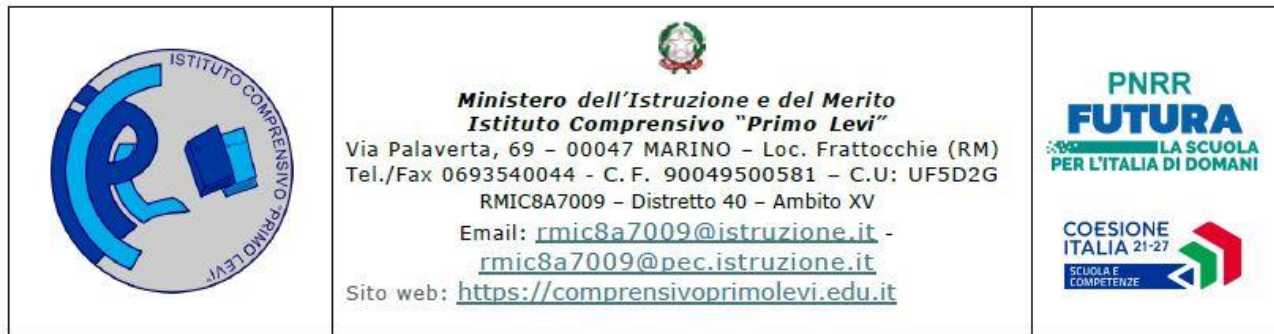 ISTITUTO COMPRENSIVO "PRIMO LEVI"
Ministero dell'Istruzione e del Merito
Istituto Comprensivo "Primo Levi"
Via Palaverta, 69 – 00047 MARINO – Loc. Frattocchie (RM)
Tel./Fax 0693540044 - C. F. 90049500581 – C.U: UF5D2G
RMIC8A7009 – Distretto 40 – Ambito XV
Email: rmic8a7009@istruzione.it -
rmic8a7009@pec.istruzione.it
Sito web: https://comprensivoprimolevi.edu.it
PNRR
FUTURA
LA SCUOLA
PER L'ITALIA DI DOMANI
COESIONE
ITALIA 21-27
SCUOLA E
COMPETENZE